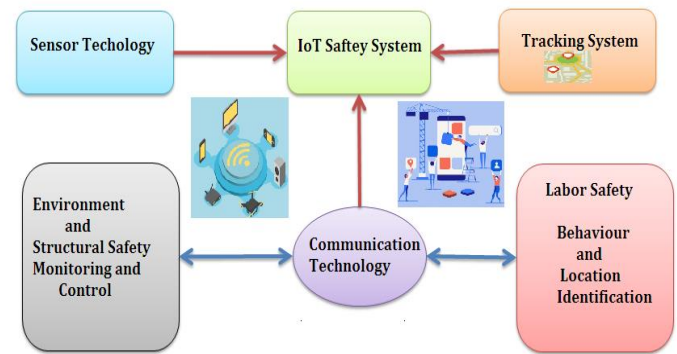 Sensor Techology
IoT Saftey System
Tracking System
Environment
and
Structural Safety
Monitoring and
Control
Communication
Technology
Labor Safety
Behaviour
and
Location
Identification